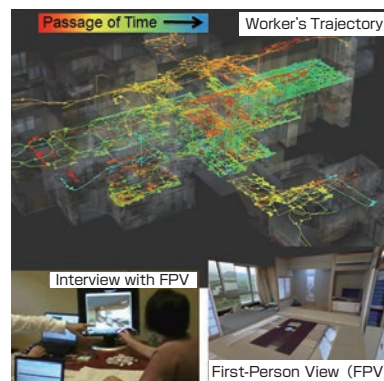 Passage of Time
Worker's Trajectory
Interview with FPV
First-Person View (FPV